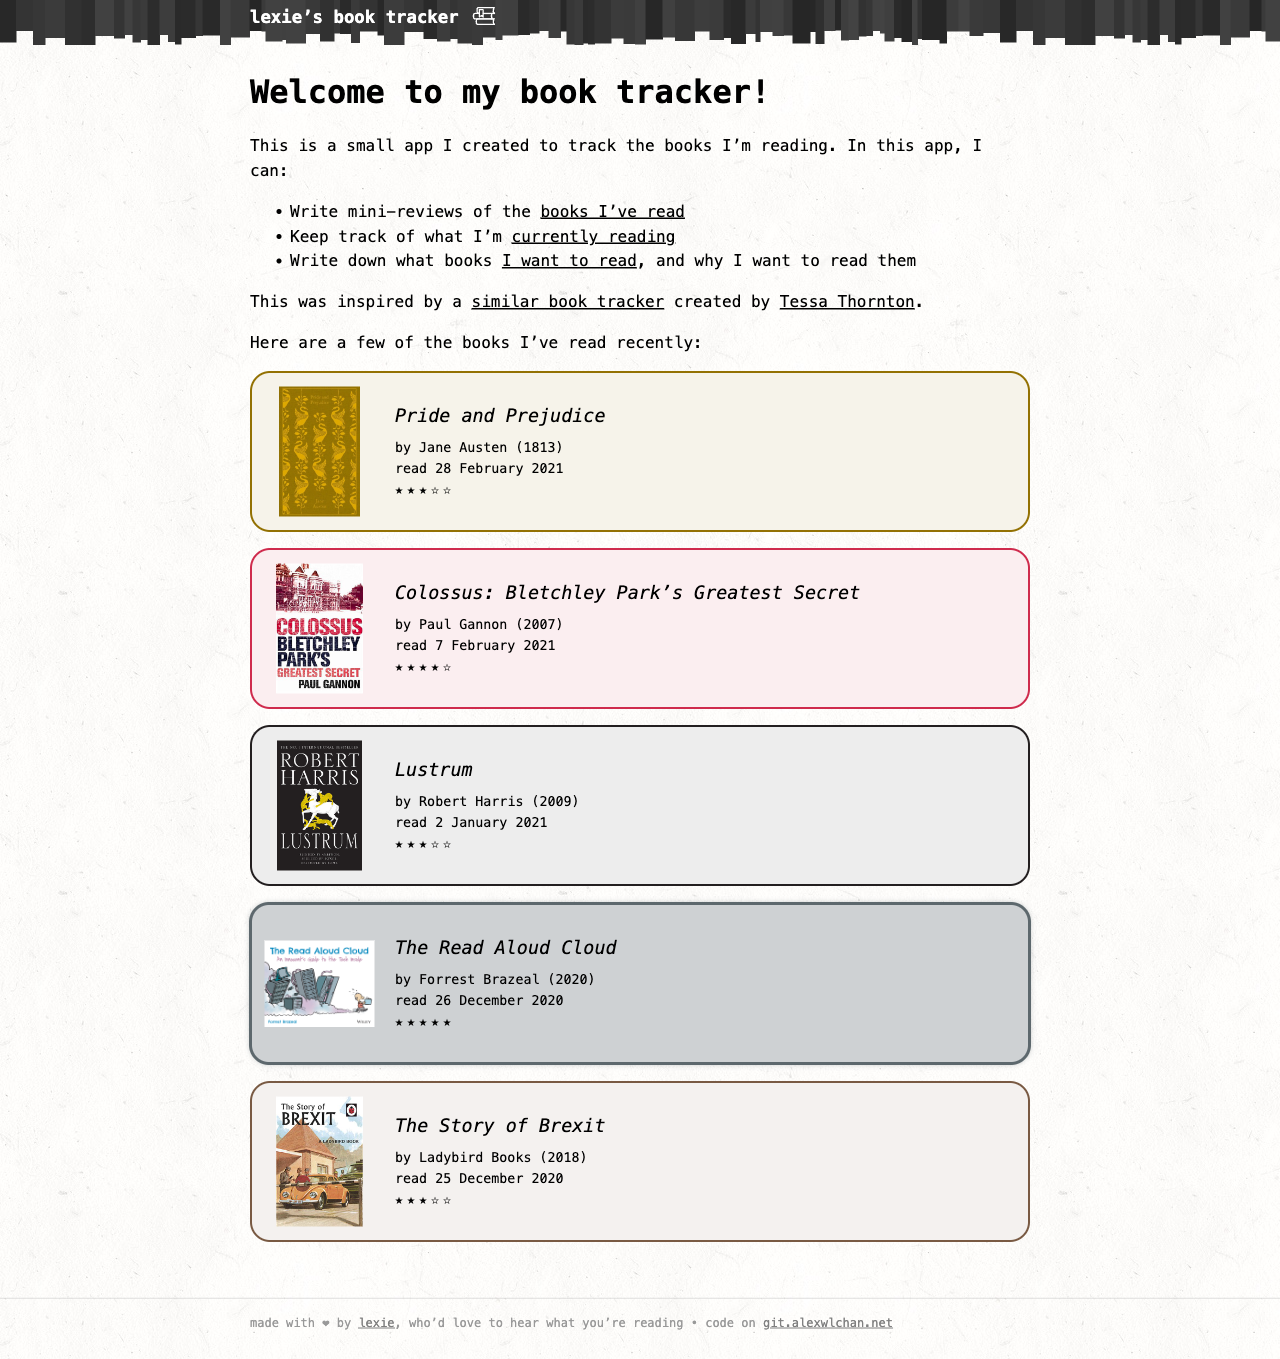 lexie’s book tracker
Welcome to my book tracker!
This is a small app I created to track the books I’m reading. In this app, I
can:
• Write mini-reviews of the books I’ve read
• Keep track of what I’m currently reading
• Write down what books I want to read, and why I want to read them
This was inspired by a similar book tracker created by Tessa Thornton.
Here are a few of the books I’ve read recently:
Pride and Prejudice
by Jane Austen (1813)
read 28 February 2021
★★★☆☆
COLOSSUS
BLETCHLEY
PARK'S
GREATEST SECRET
PAUL GANNON
Colossus: Bletchley Park’s Greatest Secret
by Paul Gannon (2007)
read 7 February 2021
★★★★☆
ROBERT
HARRIS
LUSTRUM
Lustrum
by Robert Harris (2009)
read 2 January 2021
★★★☆☆
The Read Aloud Cloud
Forrest Brazeal
The Read Aloud Cloud
by Forrest Brazeal (2020)
read 26 December 2020
★★★★★
The Story of
BREXIT
A LADYBIRD BOOK
The Story of Brexit
by Ladybird Books (2018)
read 25 December 2020
★★★☆☆
made with ❤ by lexie, who’d love to hear what you’re reading • code on git.alexwlchan.net